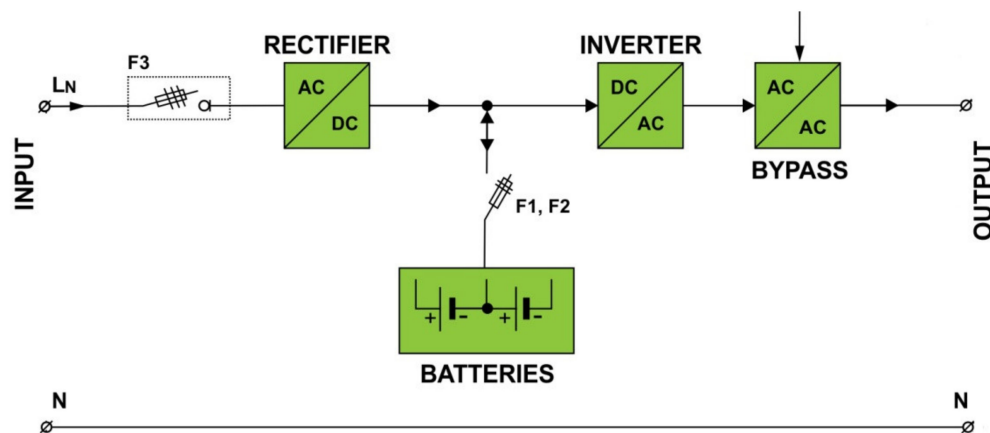 RECTIFIER
INVERTER
F3
LN
AC
DC
DC
AC
AC
AC
BYPASS
INPUT
OUTPUT
F1, F2
+ - + -
BATTERIES
N
N